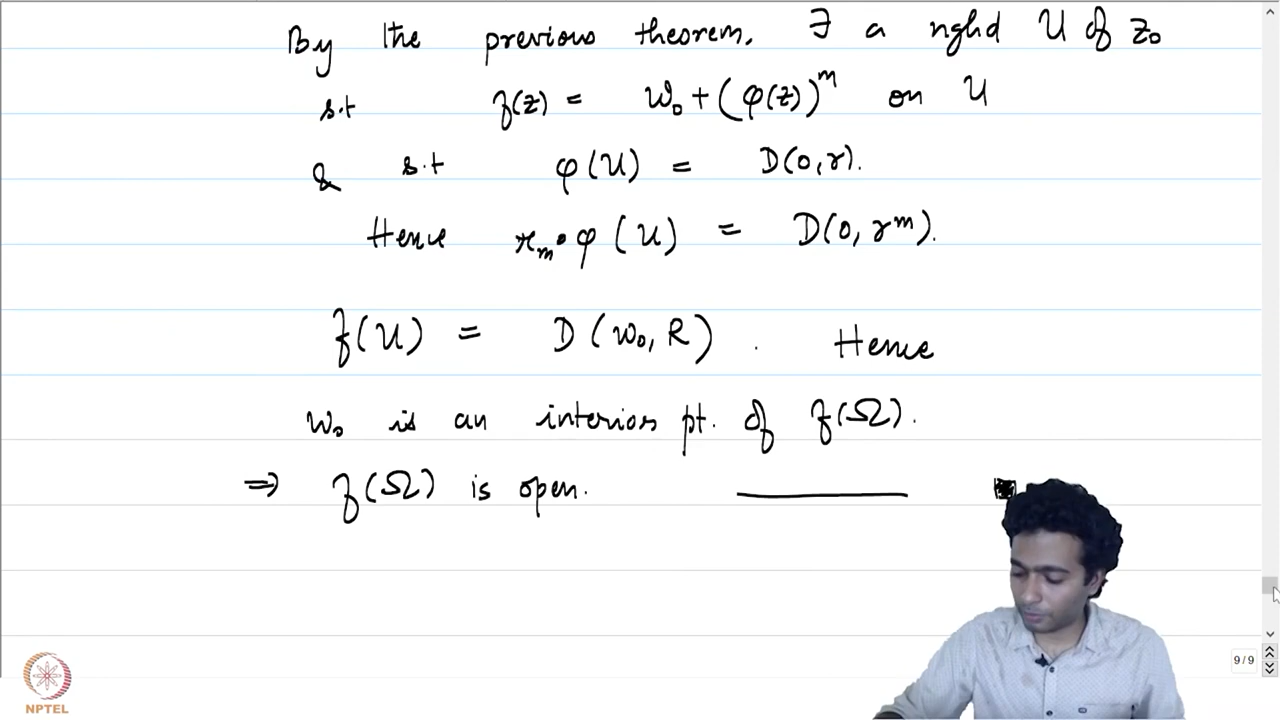 By the previous theorem, ∃ a nghd U of z₀
s.t f(z) = w₀ + (φ(z))ᵐ on U
& s.t φ(U) = D(0,r).
Hence πₘ∘φ(U) = D(0, rᵐ).
f(U) = D(w₀, R). Hence
w₀ is an interior pt. of f(Ω).
⇒ f(Ω) is open.
9 / 9
NPTEL